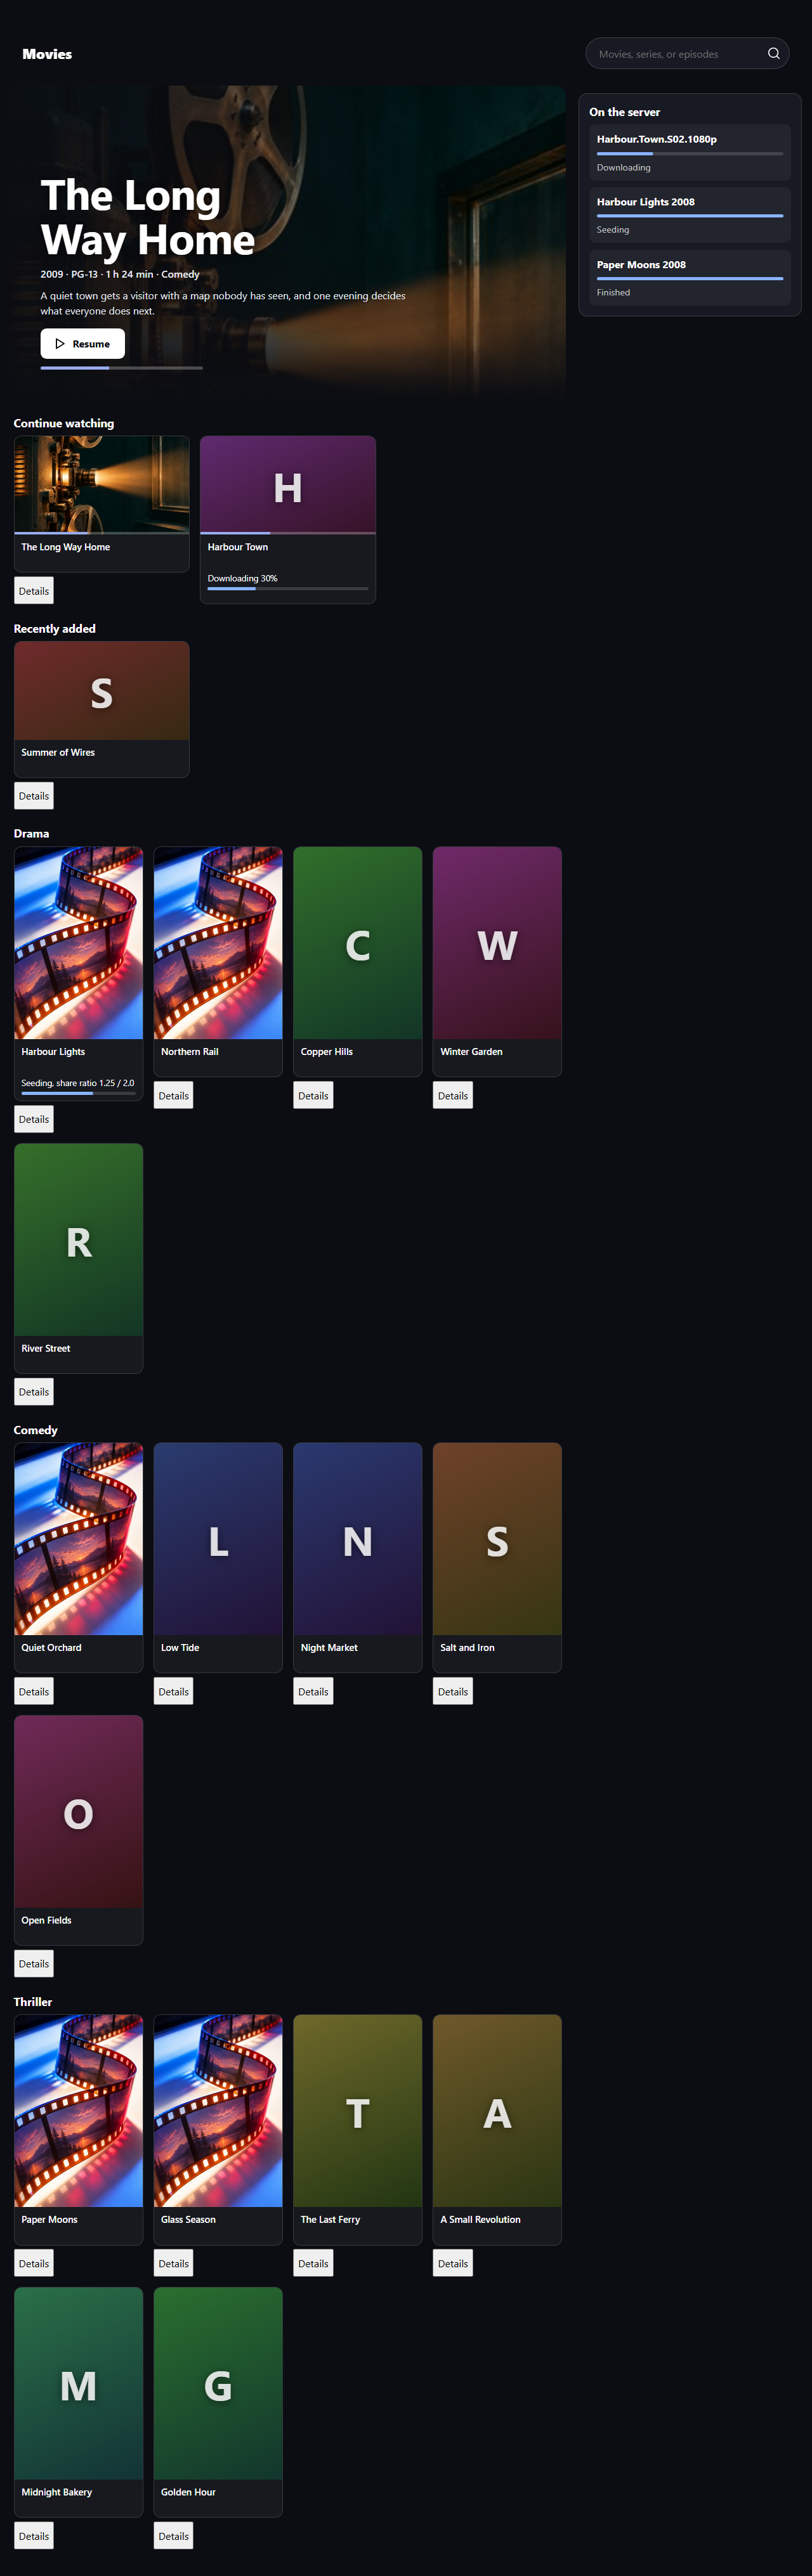 Movies
Movies, series, or episodes
The Long
Way Home
2009 · PG-13 · 1 h 24 min · Comedy
A quiet town gets a visitor with a map nobody has seen, and one evening decides
what everyone does next.
Resume
On the server
Harbour.Town.S02.1080p
Downloading
Harbour Lights 2008
Seeding
Paper Moons 2008
Finished
Continue watching
H
The Long Way Home
Harbour Town
Downloading 30%
Details
Recently added
S
Summer of Wires
Details
Drama
C
W
Harbour Lights
Northern Rail
Copper Hills
Winter Garden
Seeding, share ratio 1.25 / 2.0
Details
Details
Details
Details
R
River Street
Details
Comedy
L
N
S
Quiet Orchard
Low Tide
Night Market
Salt and Iron
Details
Details
Details
Details
O
Open Fields
Details
Thriller
T
A
Paper Moons
Glass Season
The Last Ferry
A Small Revolution
Details
Details
Details
Details
M
G
Midnight Bakery
Golden Hour
Details
Details